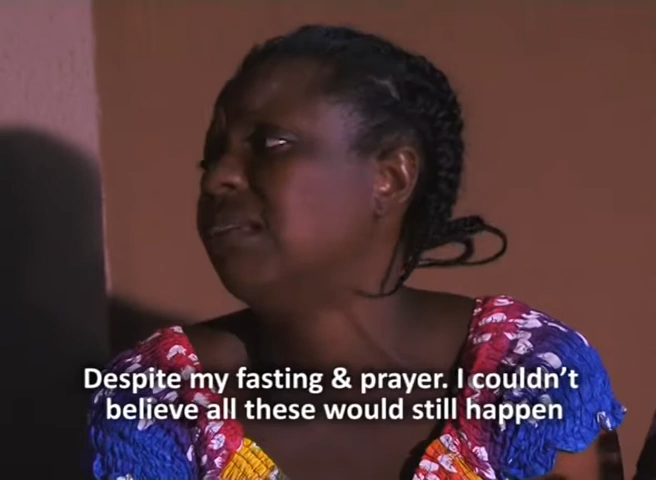 Despite my fasting & prayer. I couldn't
believe all these would still happen